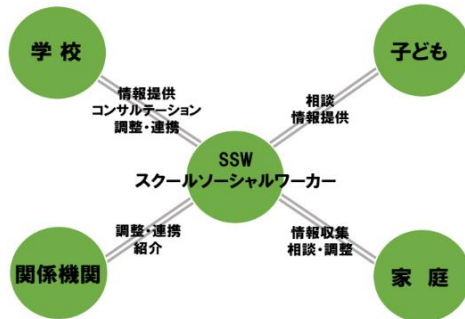 学校
子ども
情報提供
コンサルテーション
調整・連携
相談
情報提供
SSW
スクールソーシャルワーカー
調整・連携
紹介
情報収集
相談・調整
関係機関
家庭